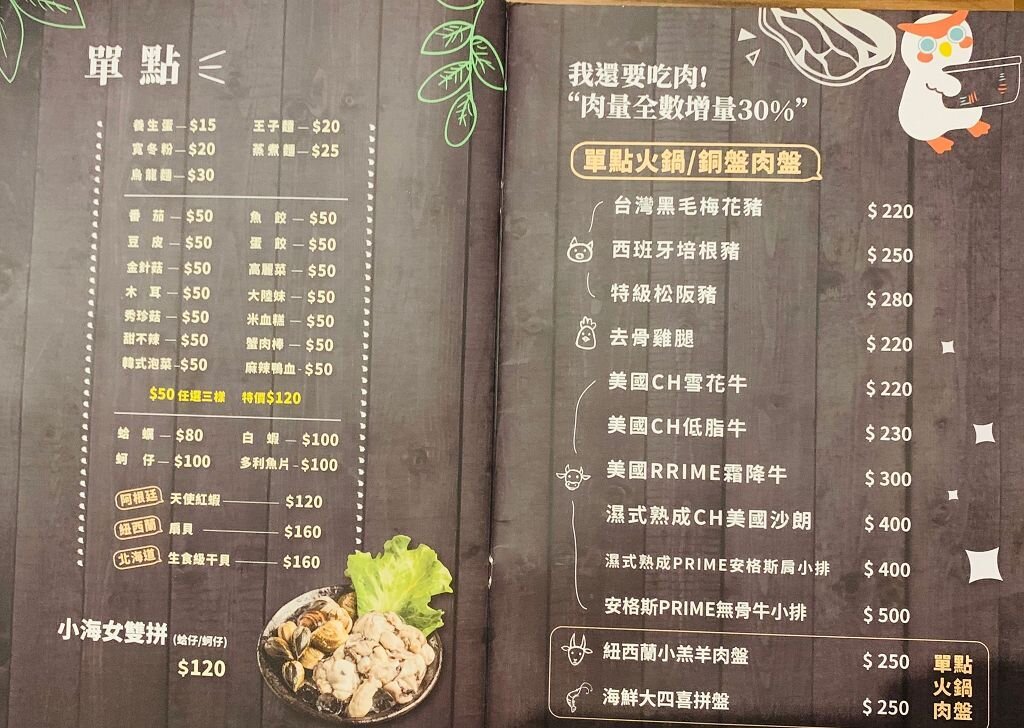 單點
養生蛋—$15 王子麵—$20
寬冬粉—$20 蒸煮麵—$25
烏龍麵—$30
番 茄—$50 魚 餃—$50
豆 皮—$50 蛋 餃—$50
金針菇—$50 高麗菜—$50
木 耳—$50 大陸妹—$50
秀珍菇—$50 米血糕—$50
甜不辣—$50 蟹肉棒—$50
韓式泡菜-$50 麻辣鴨血-$50
$50任選三樣 特價$120
蛤 蠣—$80 白 蝦—$100
蚵 仔—$100 多利魚片-$100
阿根廷 天使紅蝦 $120
紐西蘭 扇貝 $160
北海道 生食級干貝 $160
小海女雙拼(蛤仔/蚵仔)
$120
我還要吃肉!
“肉量全數增量30%”
單點火鍋/銅盤肉盤
台灣黑毛梅花豬 $220
西班牙培根豬 $250
特級松阪豬 $280
去骨雞腿 $220
美國CH雪花牛 $220
美國CH低脂牛 $230
美國RRIME霜降牛 $300
濕式熟成CH美國沙朗 $400
濕式熟成PRIME安格斯肩小排 $400
安格斯PRIME無骨牛小排 $500
紐西蘭小羔羊肉盤 $250
海鮮大四喜拼盤 $250
單點
火鍋
肉盤